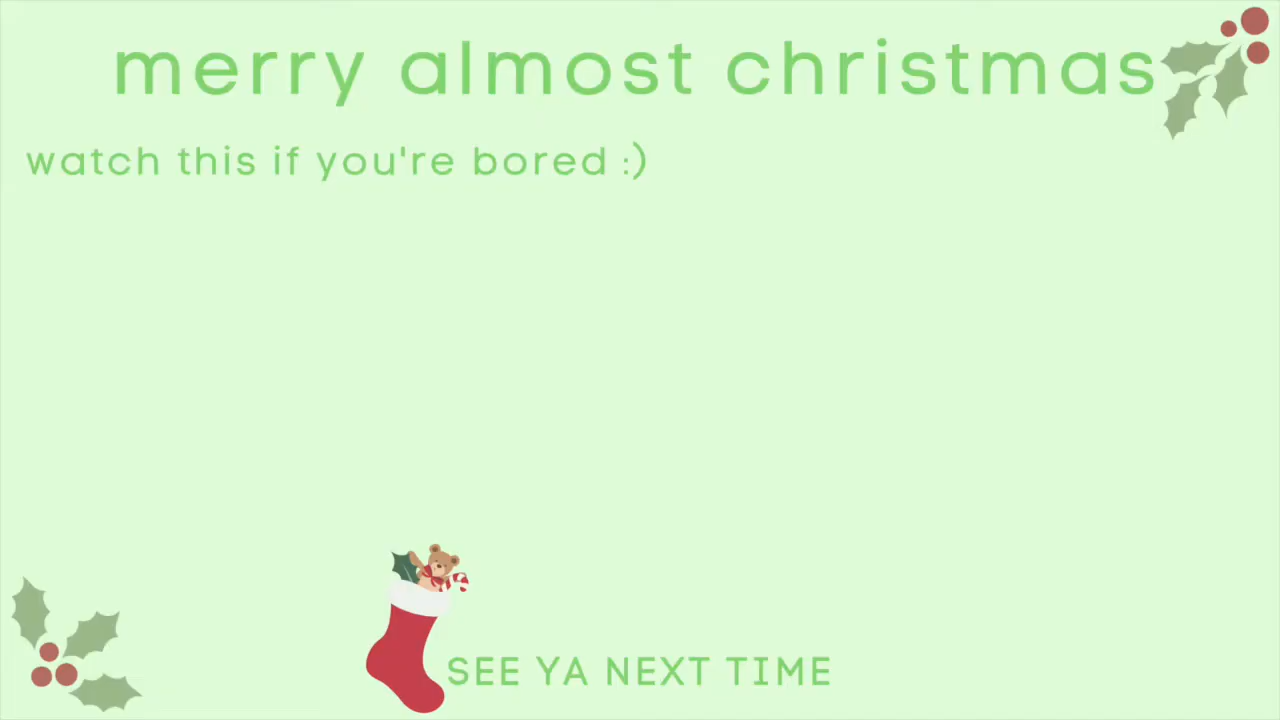 merry almost christmas
watch this if you're bored :)
SEE YA NEXT TIME